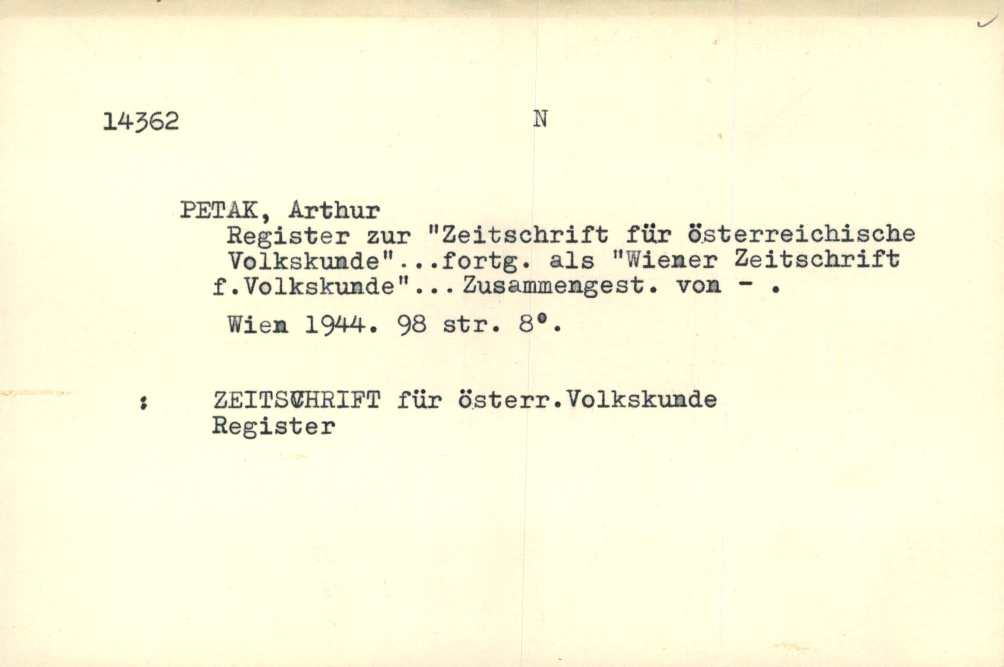 14362 N
PETAK, Arthur
Register zur "Zeitschrift für österreichische
Volkskunde"...fortg. als "Wiener Zeitschrift
f.Volkskunde"... Zusammengest. von - .
Wien 1944. 98 str. 8°.
: ZEITSCHRIFT für österr.Volkskunde
Register